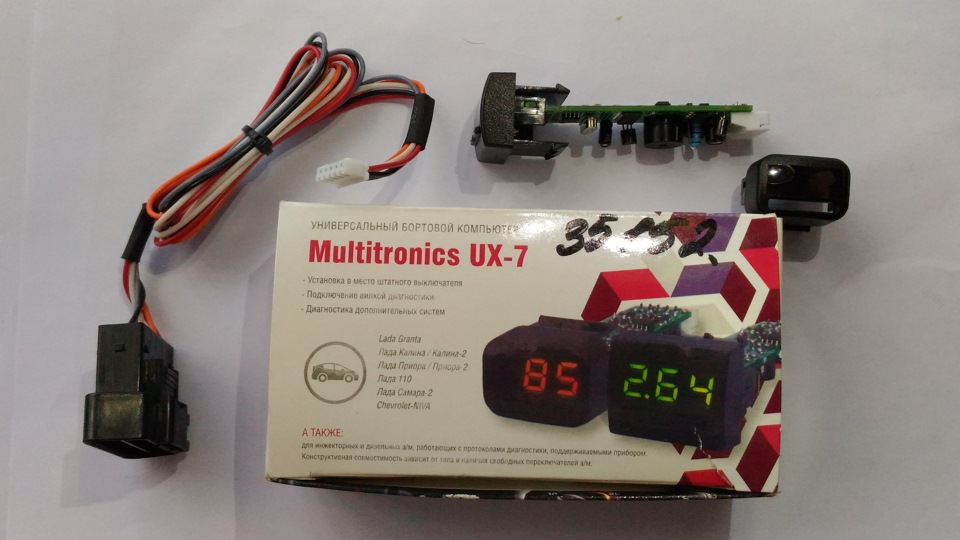 УНИВЕРСАЛЬНЫЙ БОРТОВОЙ КОМПЬЮТЕР
Multitronics UX-7
- Установка в место штатного выключателя
- Подключение вилкой диагностики
- Диагностика дополнительных систем
Lada Granta
Лада Калина / Калина-2
Лада Приора / Приора-2
Лада 110
Лада Самара-2
Chevrolet-NIVA
85
2.64
А ТАКЖЕ:
для инжекторных и дизельных а/м, работающих с протоколами диагностики, поддерживаемыми прибором.
Конструктивная совместимость зависит от типа и наличия свободных переключателей а/м.